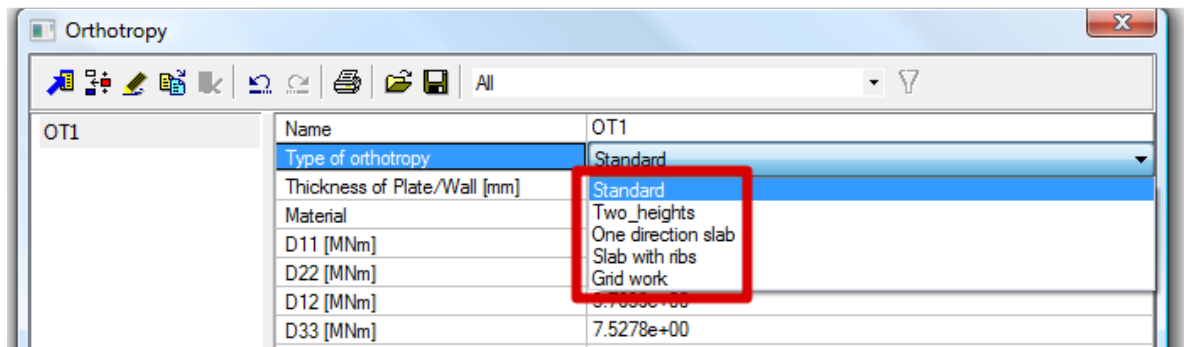 Orthotropy
All
OT1
Name OT1
Type of orthotropy Standard
Thickness of Plate/Wall [mm] Standard
Material Two_heights
One direction slab
D11 [MNm] Slab with ribs
D22 [MNm] Grid work
D12 [MNm]
D33 [MNm] 7.5278e+00